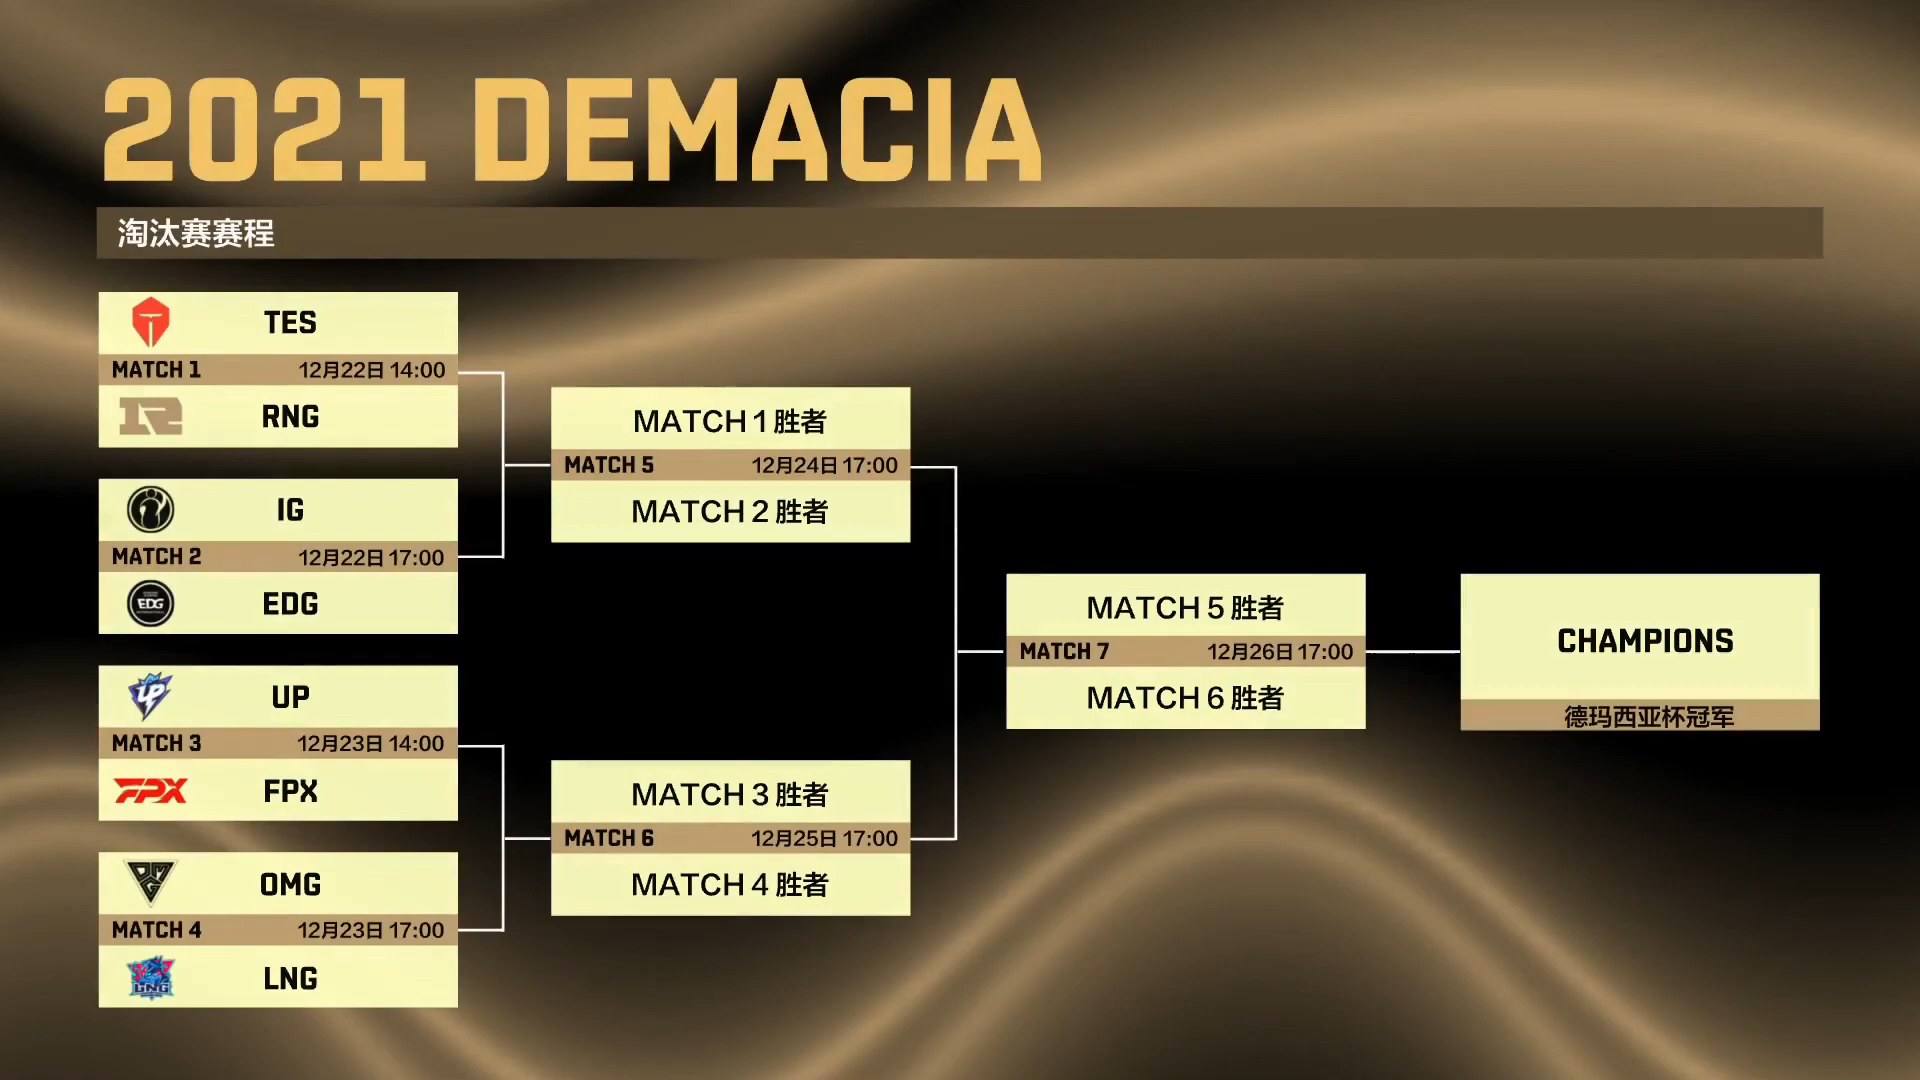 2021 DEMACIA
淘汰赛赛程
TES
MATCH 1 12月22日 14:00
RNG
IG
MATCH 2 12月22日 17:00
EDG
EDG
UP
UP
MATCH 3 12月23日 14:00
FPX
FPX
OMG
OMG
MATCH 4 12月23日 17:00
LNG
LNG
MATCH 1 胜者
MATCH 5 12月24日 17:00
MATCH 2 胜者
MATCH 3 胜者
MATCH 6 12月25日 17:00
MATCH 4 胜者
MATCH 5 胜者
MATCH 7 12月26日 17:00
MATCH 6 胜者
CHAMPIONS
德玛西亚杯冠军